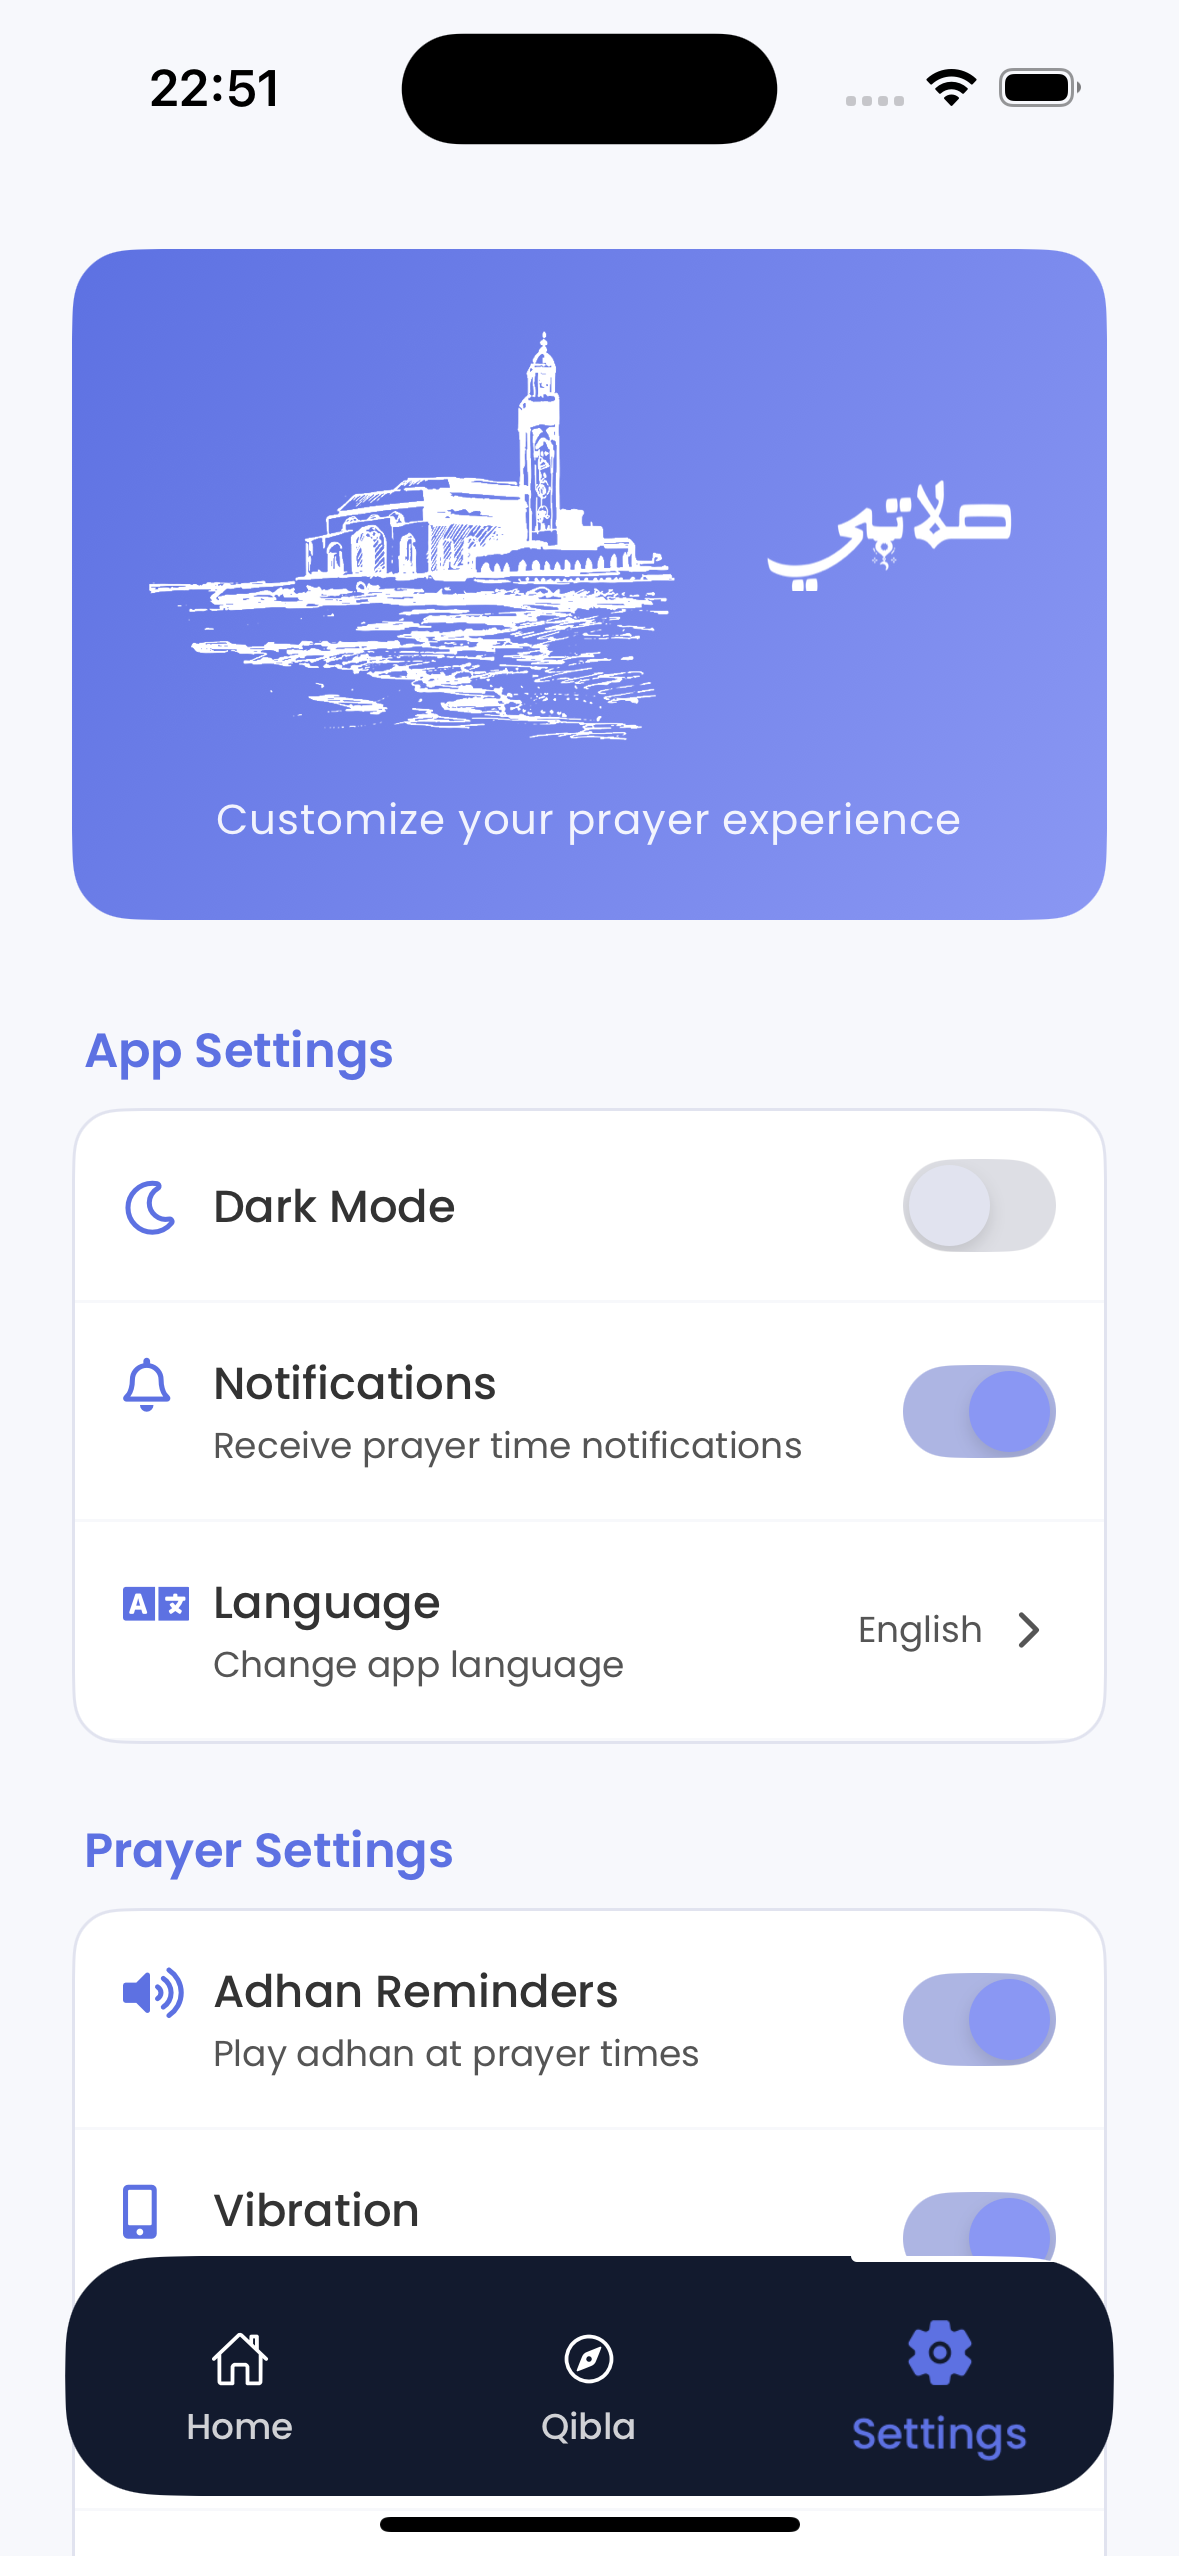 22:51
صلاتي
Customize your prayer experience
App Settings
Dark Mode
Notifications
Receive prayer time notifications
Language
Change app language
English
Prayer Settings
Adhan Reminders
Play adhan at prayer times
Vibration
Home
Qibla
Settings